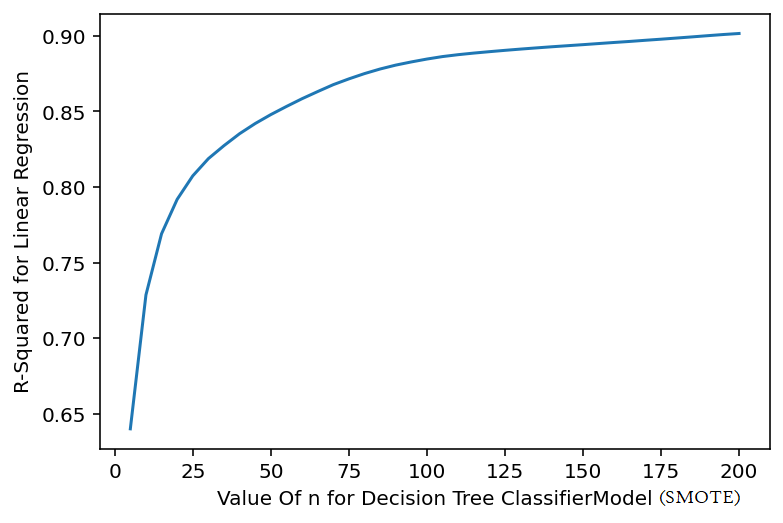 0.90
0.85
0.80
0.75
0.70
0.65
R-Squared for Linear Regression
0 25 50 75 100 125 150 175 200
Value Of n for Decision Tree ClassifierModel (SMOTE)